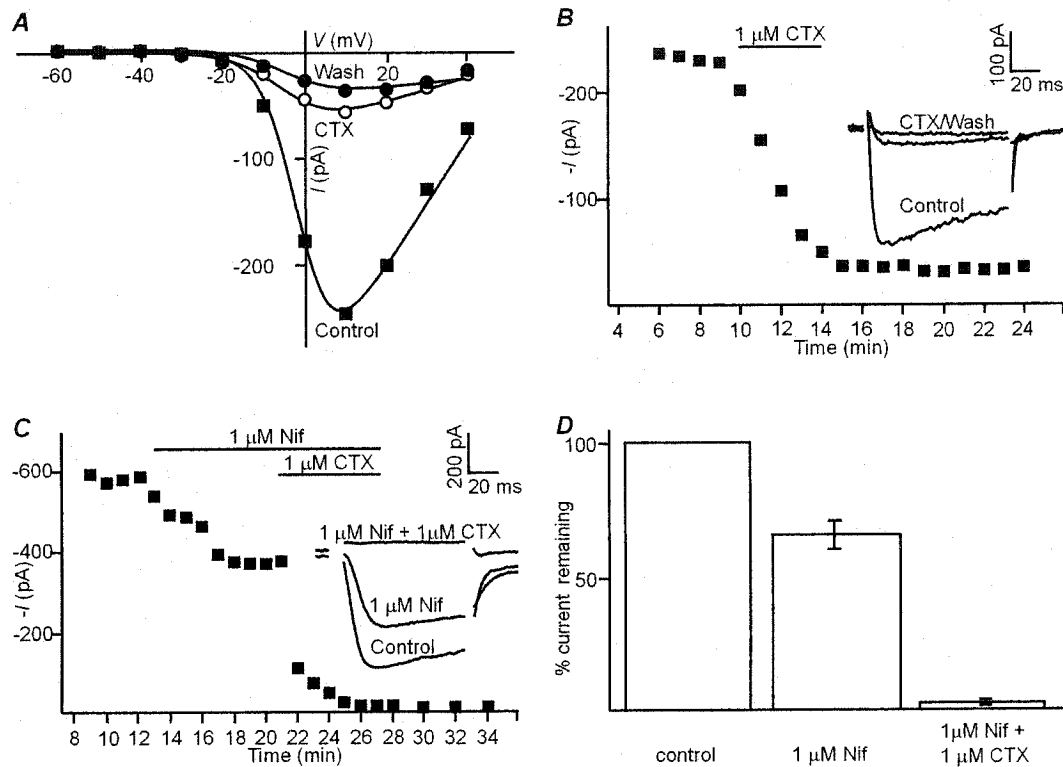 A
V (mV)
-60
-40
-20
20
40
Wash
CTX
-100
I (pA)
-200
Control
B
1 µM CTX
100 pA
20 ms
-200
CTX/Wash
-I (pA)
-100
Control
4 6 8 10 12 14 16 18 20 22 24
Time (min)
C
1 µM Nif
-600
1 µM CTX
200 pA
20 ms
1 µM Nif + 1µM CTX
-400
-I (pA)
1 µM Nif
-200
Control
8 10 12 14 16 18 20 22 24 26 28 30 32 34
Time (min)
D
100
% current remaining
50
control
1 µM Nif
1µM Nif +
1 µM CTX